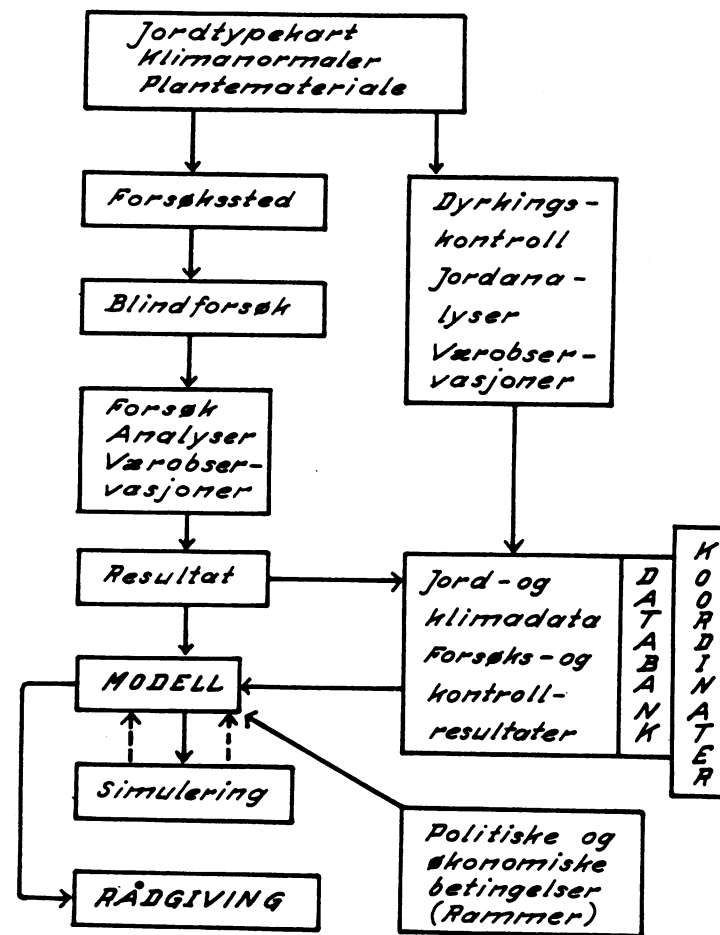 Jordtypekart
Klimanormaler
Plantemateriale
Forsøkssted
Blindforsøk
Forsøk
Analyser
Værobser-
vasjoner
Resultat
MODELL
Simulering
RÅDGIVING
Dyrkings-
kontroll
Jordana-
lyser
Værobser-
vasjoner
Jord-og
klimadata
Forsøks-og
kontroll-
resultater
DATABANK
KOORDINATER
Politiske og
økonomiske
betingelser
(Rammer)